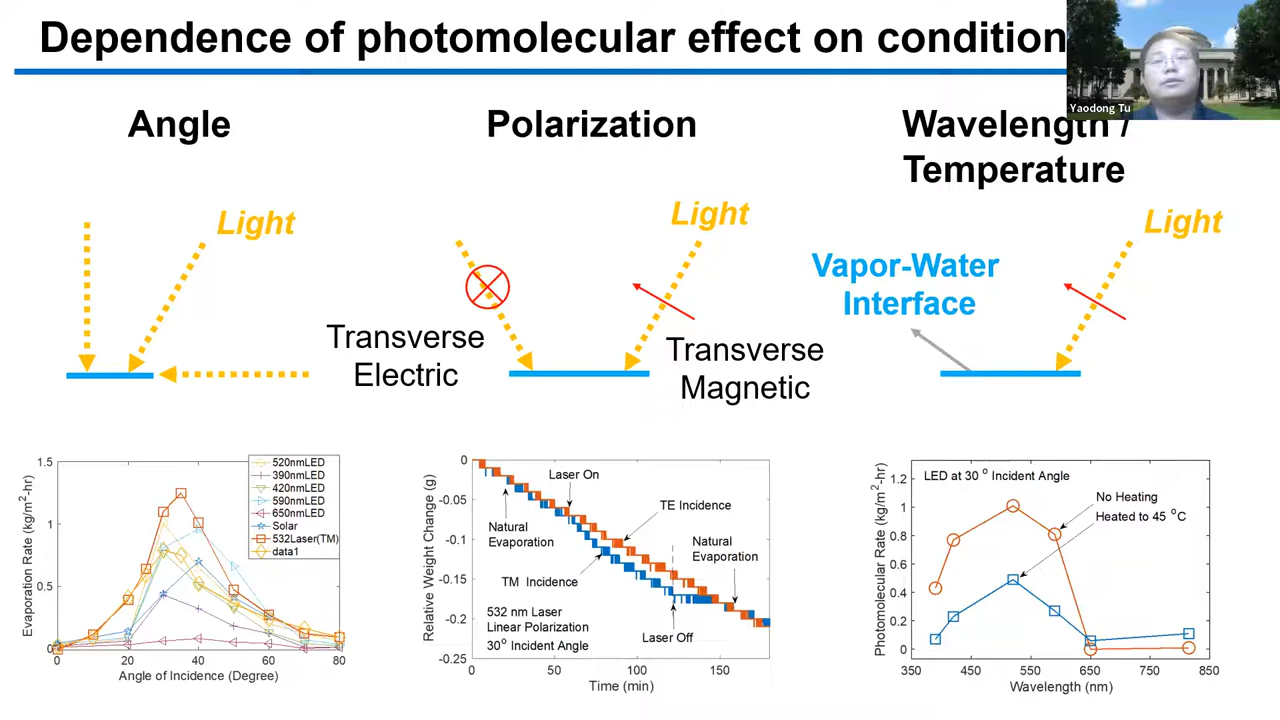 Dependence of photomolecular effect on condition
Yaodong Tu
Angle
Polarization
Wavelength /
Temperature
Light
Light
Light
Vapor-Water
Interface
Transverse
Electric
Transverse
Magnetic
Evaporation Rate (kg/m²-hr)
1.5
1
0.5
0
0
20
40
60
80
Angle of Incidence (Degree)
520nmLED
390nmLED
420nmLED
590nmLED
650nmLED
Solar
532Laser(TM)
data1
Relative Weight Change (g)
0
-0.05
-0.1
-0.15
-0.2
-0.25
0
50
100
150
Time (min)
Laser On
TE Incidence
Natural
Evaporation
Natural
Evaporation
TM Incidence
532 nm Laser
Linear Polarization
30° Incident Angle
Laser Off
Photomolecular Rate (kg/m²-hr)
1.2
1
0.8
0.6
0.4
0.2
0
350
450
550
650
750
850
Wavelength (nm)
LED at 30 ° Incident Angle
No Heating
Heated to 45 °C